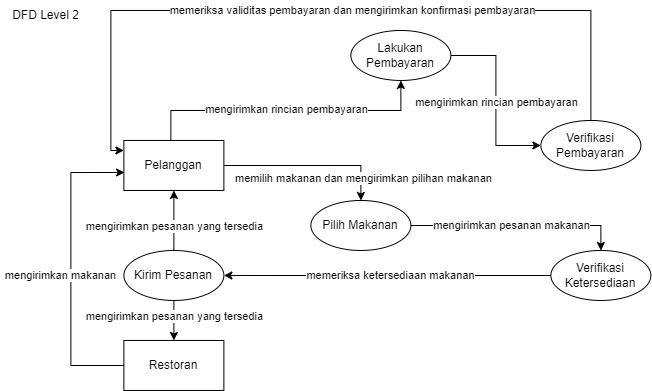 DFD Level 2
memeriksa validitas pembayaran dan mengirimkan konfirmasi pembayaran
Lakukan
Pembayaran
mengirimkan rincian pembayaran
mengirimkan rincian pembayaran
Verifikasi
Pembayaran
Pelanggan
memilih makanan dan mengirimkan pilihan makanan
mengirimkan pesanan yang tersedia
Pilih Makanan
mengirimkan pesanan makanan
mengirimkan makanan
Kirim Pesanan
memeriksa ketersediaan makanan
Verifikasi
Ketersediaan
mengirimkan pesanan yang tersedia
Restoran